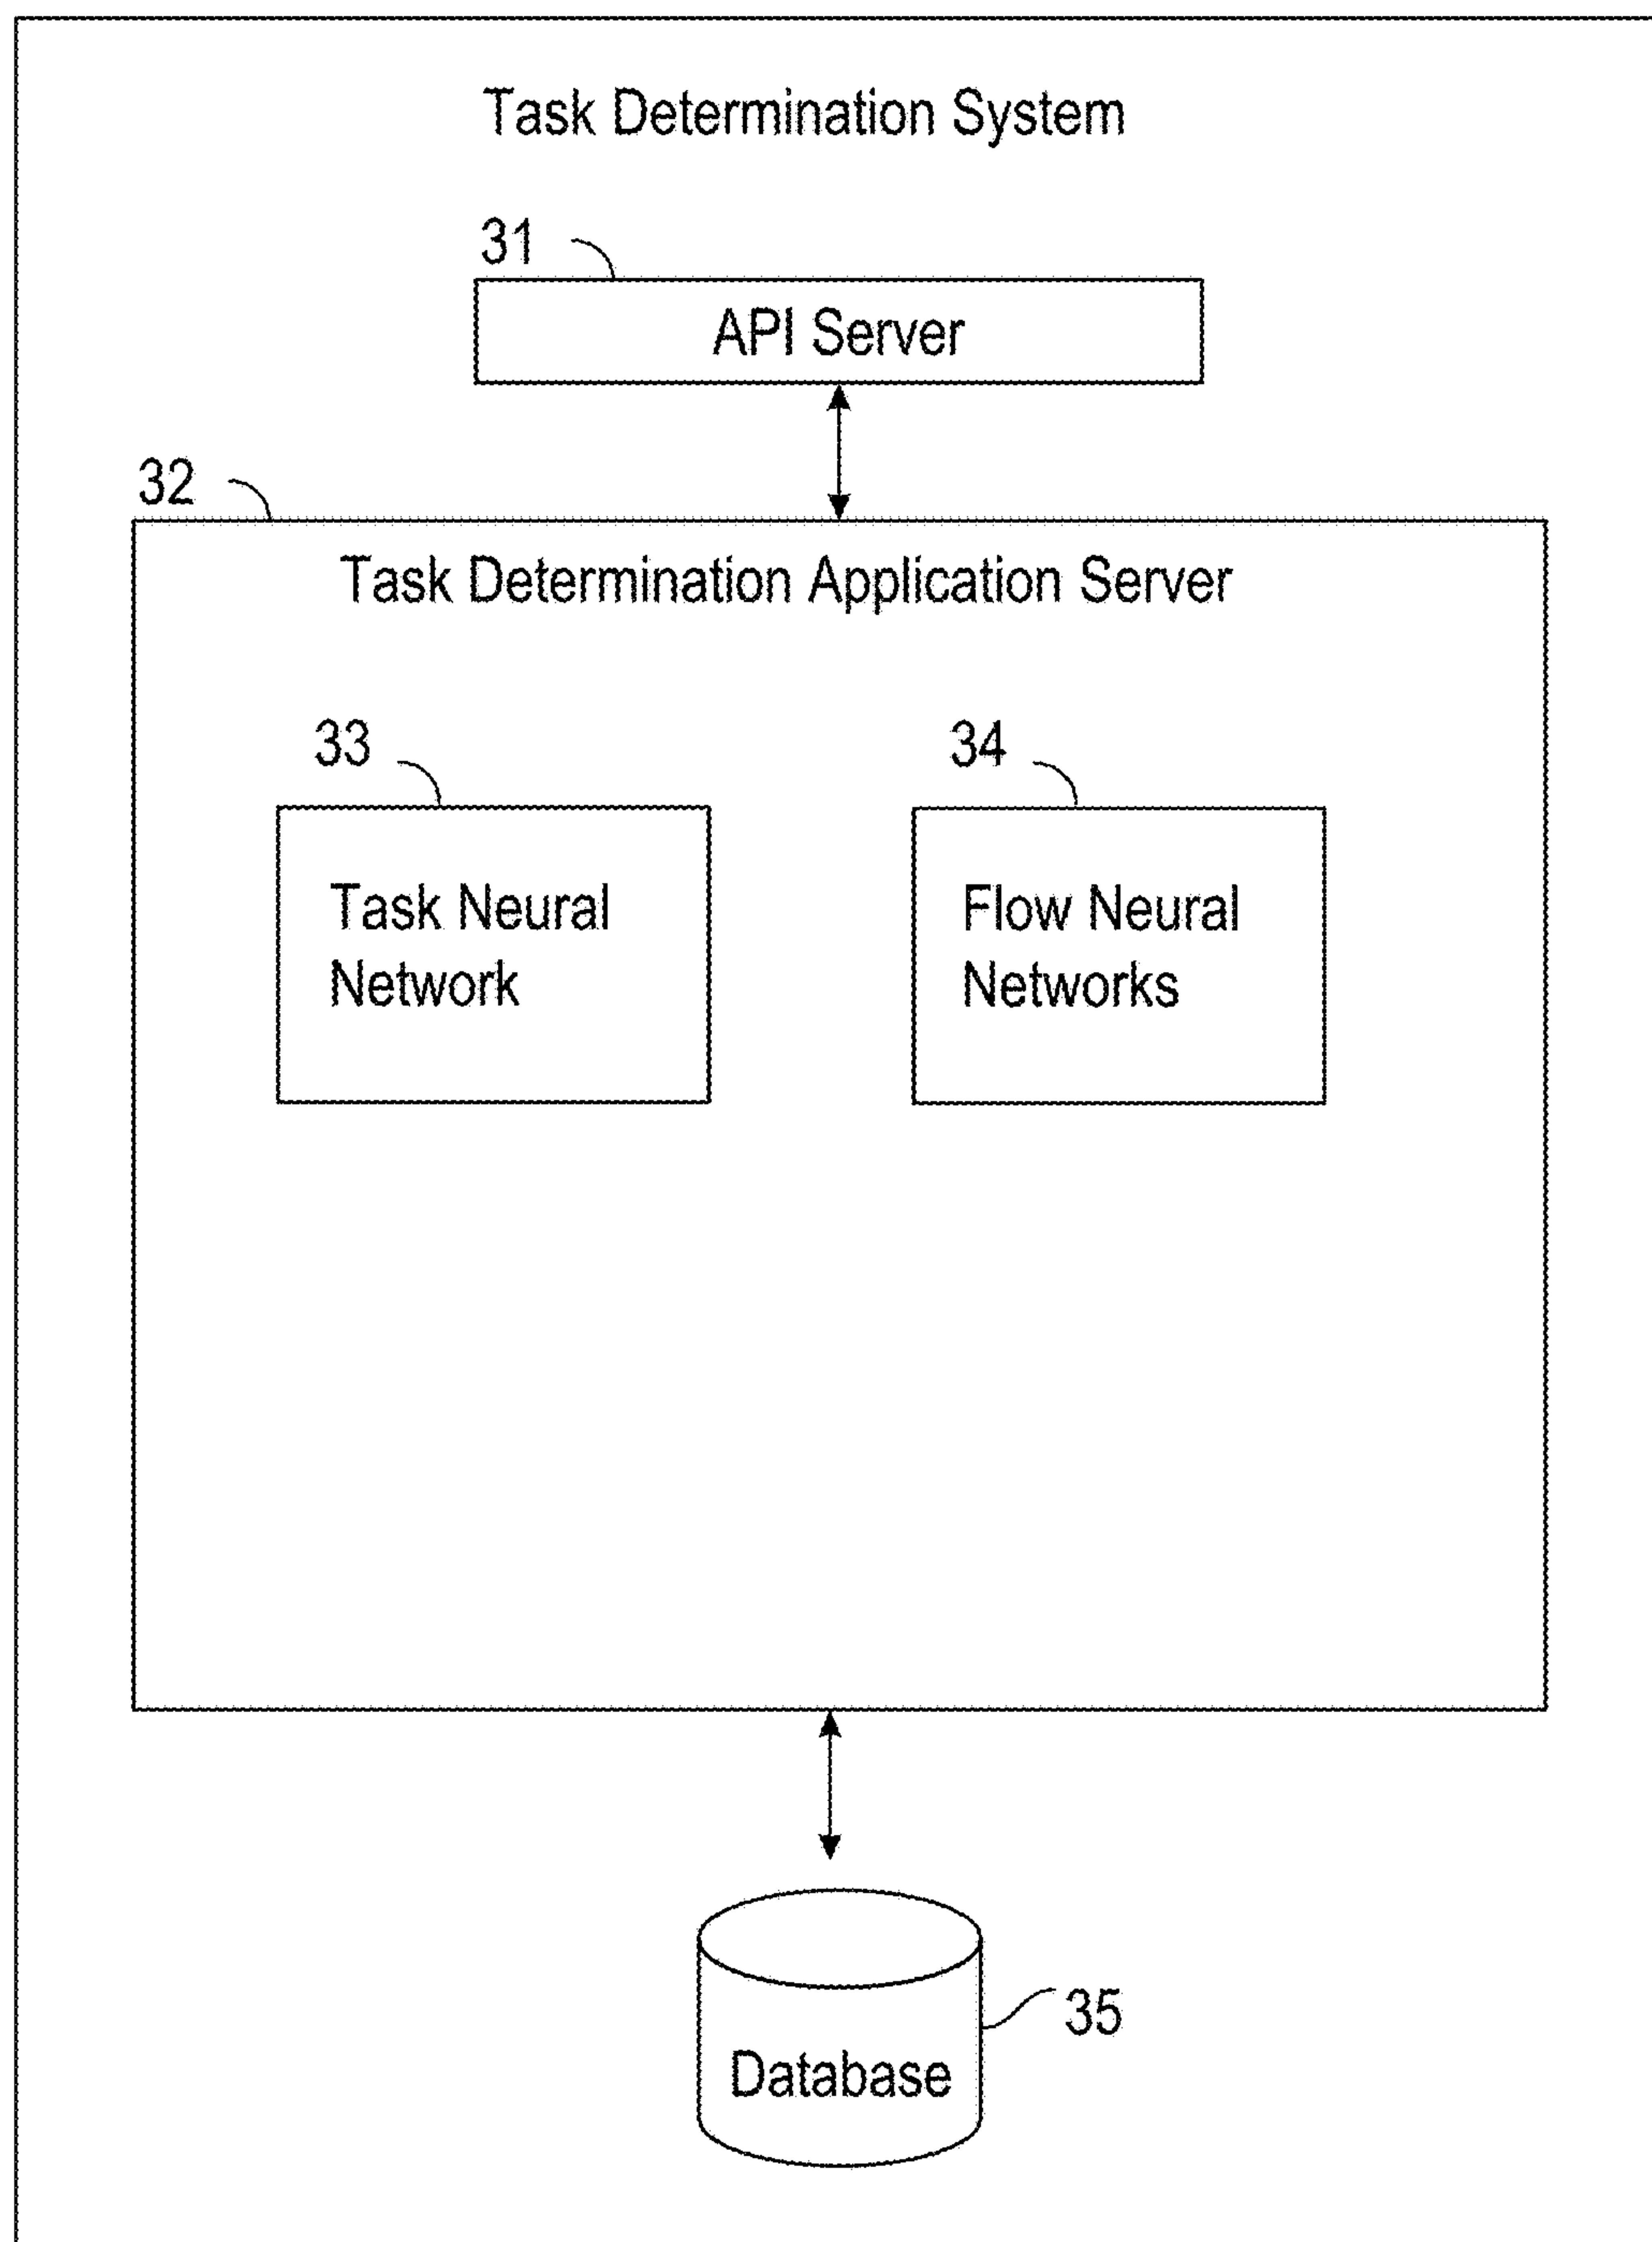 Task Determination System
31
API Server
32
Task Determination Application Server
33
34
Task Neural
Network
Flow Neural
Networks
35
Database